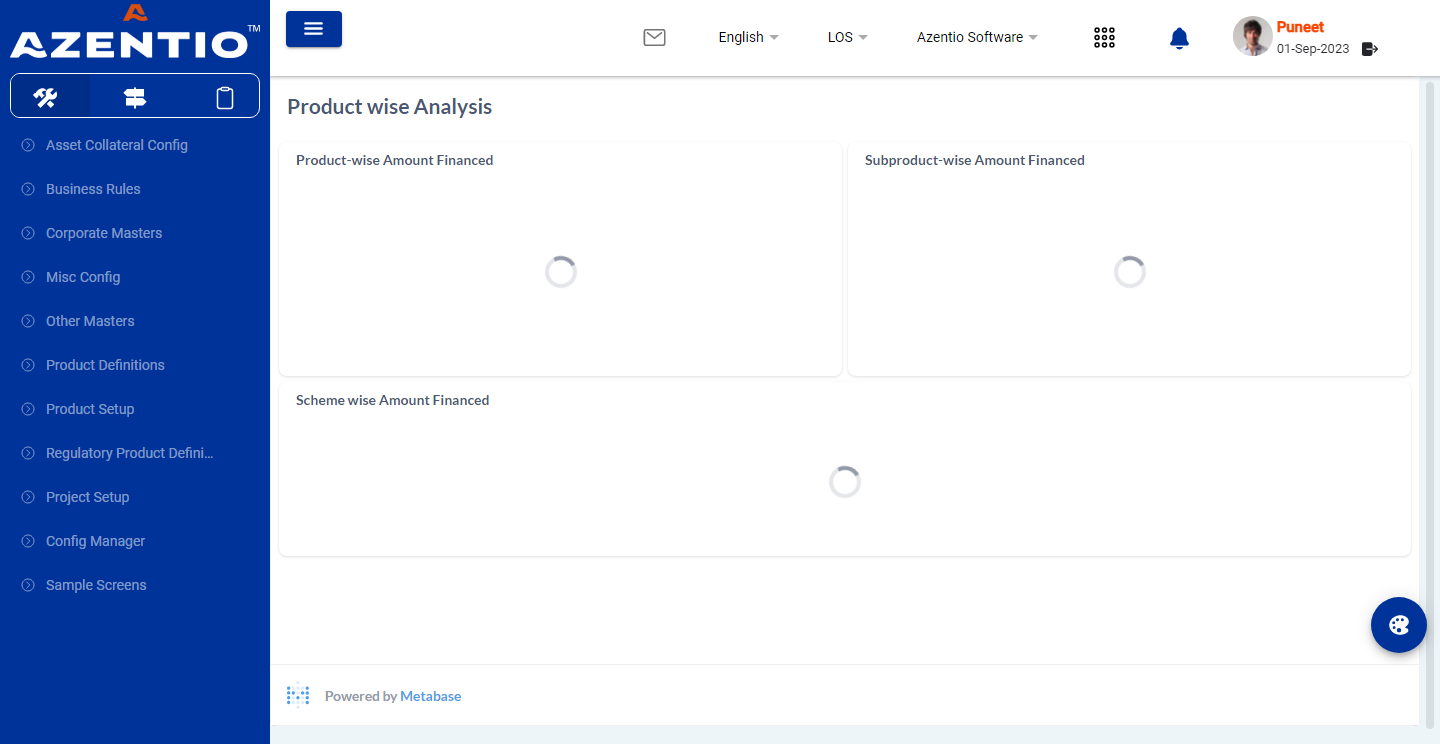 AZENTIO™
English
LOS
Azentio Software
Puneet
01-Sep-2023
Asset Collateral Config
Business Rules
Corporate Masters
Misc Config
Other Masters
Product Definitions
Product Setup
Regulatory Product Defini...
Project Setup
Config Manager
Sample Screens
Product wise Analysis
Product-wise Amount Financed
Subproduct-wise Amount Financed
Scheme wise Amount Financed
Powered by Metabase